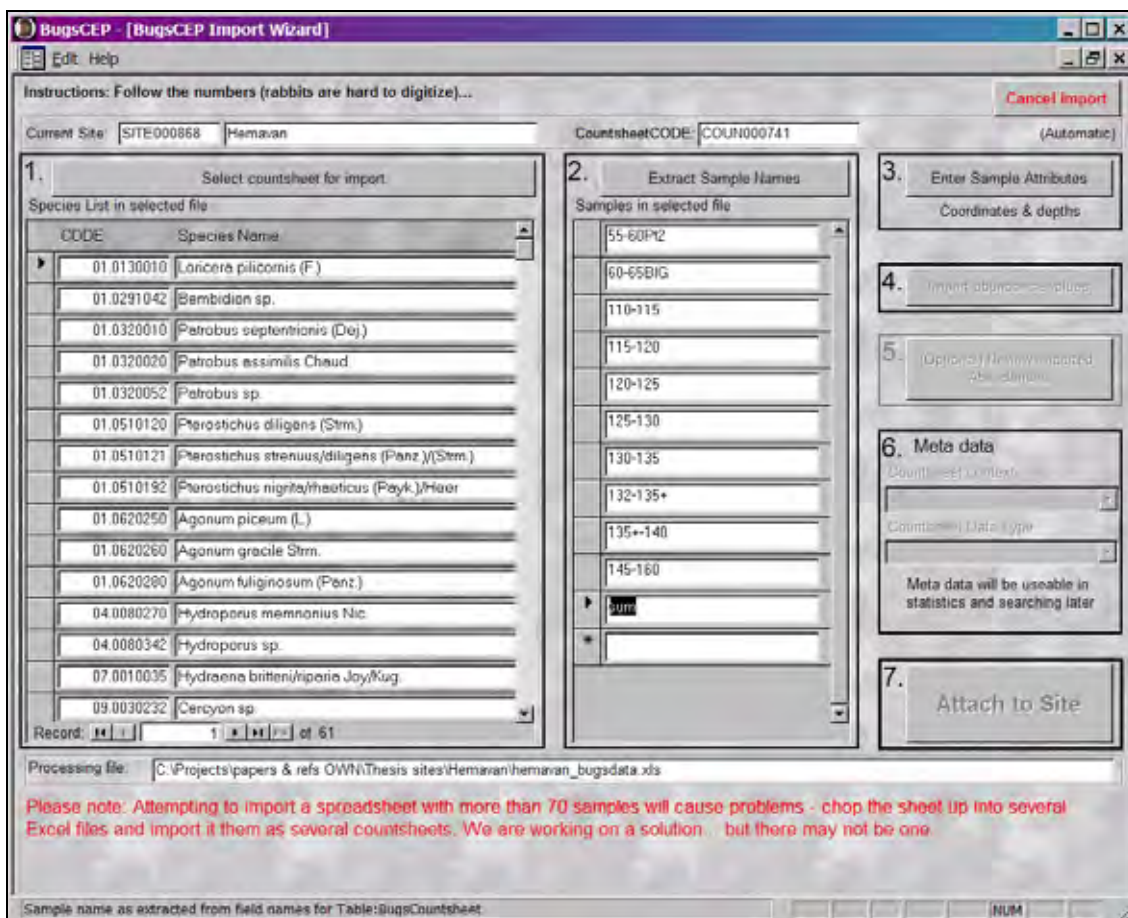 BugsCEP - [BugsCEP Import Wizard]
Edit Help
Instructions: Follow the numbers (rabbits are hard to digitize)...
Cancel Import
Current Site: SITE000868 Hemavan
CountsheetCODE: COUN000741
(Automatic)
1. Select countsheet for import
Species List in selected file
CODE Species Name
01.0130010 Loricera pilicornis (F.)
01.0291042 Bembidion sp.
01.0320010 Patrobus septentrionis (Dej.)
01.0320020 Patrobus assimilis Chaud.
01.0320052 Patrobus sp.
01.0510120 Pterostichus diligens (Strm.)
01.0510121 Pterostichus strenuus/diligens (Panz.)/(Strm.)
01.0510192 Pterostichus nigrita/rhaeticus (Payk.)/Heer
01.0620250 Agonum piceum (L.)
01.0620260 Agonum gracile Strm.
01.0620280 Agonum fuliginosum (Panz.)
04.0080270 Hydroporus memnonius Nic.
04.0080342 Hydroporus sp.
07.0010035 Hydraena britteni/riparia Joy/Kug.
09.0030232 Cercyon sp.
Record: 1 of 61
2. Extract Sample Names
Samples in selected file
55-60Pt2
60-65BIG
110-115
115-120
120-125
125-130
130-135
132-135+
135+-140
145-160
sum
*
3. Enter Sample Attributes
Coordinates & depths
4. Import abundance values
5.
6. Meta data
Countsheet Context
Countsheet Data Type
Meta data will be useable in
statistics and searching later
7. Attach to Site
Processing file: C:\Projects\papers & refs OWN\Thesis sites\Hemavan\hemavan_bugsdata.xls
Please note: Attempting to import a spreadsheet with more than 70 samples will cause problems - chop the sheet up into several
Excel files and import it them as several countsheets. We are working on a solution... but there may not be one.
Sample name as extracted from field names for Table:BugsCountsheet
NUM